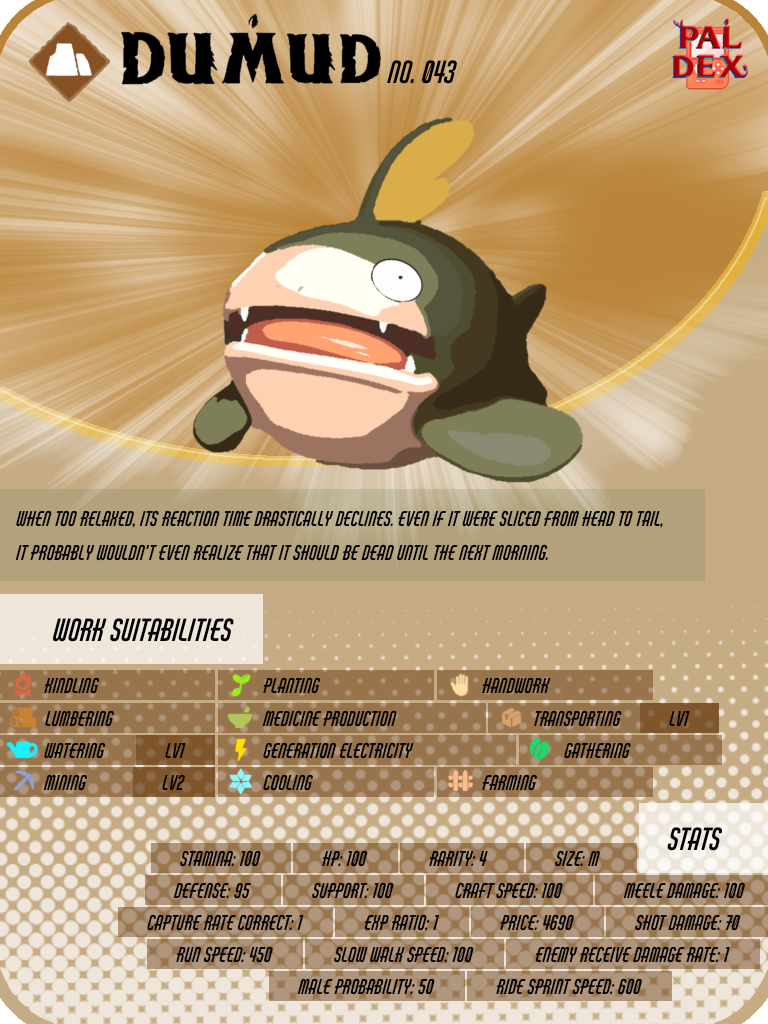 DUMUD NO. 043
PAL
DEX
WHEN TOO RELAXED, ITS REACTION TIME DRASTICALLY DECLINES. EVEN IF IT WERE SLICED FROM HEAD TO TAIL,
IT PROBABLY WOULDN'T EVEN REALIZE THAT IT SHOULD BE DEAD UNTIL THE NEXT MORNING.
WORK SUITABILITIES
KINDLING PLANTING HANDWORK
LUMBERING MEDICINE PRODUCTION TRANSPORTING LV1
WATERING LV1 GENERATION ELECTRICITY GATHERING
MINING LV2 COOLING FARMING
STATS
STAMINA: 100 HP: 100 RARITY: 4 SIZE: M
DEFENSE: 95 SUPPORT: 100 CRAFT SPEED: 100 MEELE DAMAGE: 100
CAPTURE RATE CORRECT: 1 EXP RATIO: 1 PRICE: 4690 SHOT DAMAGE: 70
RUN SPEED: 450 SLOW WALK SPEED: 100 ENEMY RECEIVE DAMAGE RATE: 1
MALE PROBABILITY: 50 RIDE SPRINT SPEED: 600